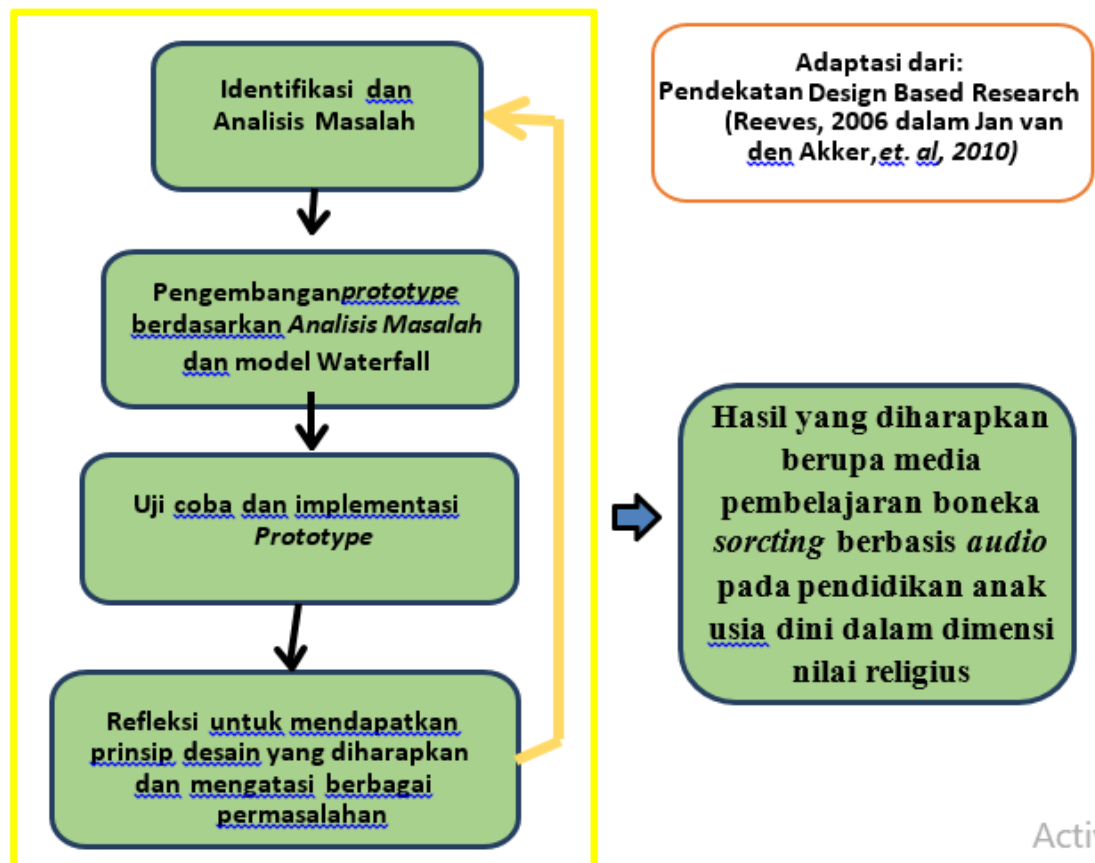 Identifikasi dan
Analisis Masalah
Pengembangan prototype
berdasarkan Analisis Masalah
dan model Waterfall
Uji coba dan implementasi
Prototype
Refleksi untuk mendapatkan
prinsip desain yang diharapkan
dan mengatasi berbagai
permasalahan
Adaptasi dari:
Pendekatan Design Based Research
(Reeves, 2006 dalam Jan van
den Akker, et. al, 2010)
Hasil yang diharapkan
berupa media
pembelajaran boneka
sorcting berbasis audio
pada pendidikan anak
usia dini dalam dimensi
nilai religius